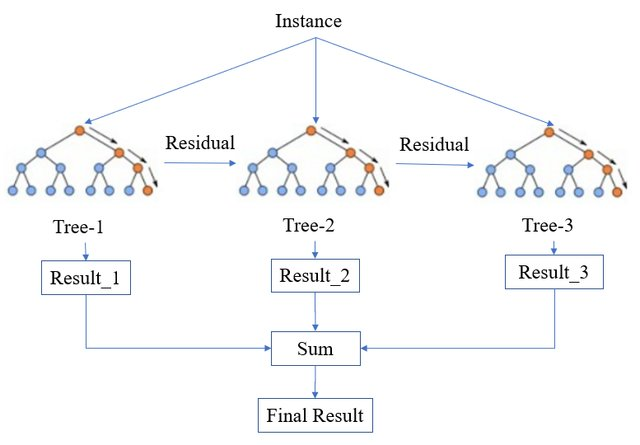 Instance
Residual
Residual
Tree-1
Tree-2
Tree-3
Result_1
Result_2
Result_3
Sum
Final Result